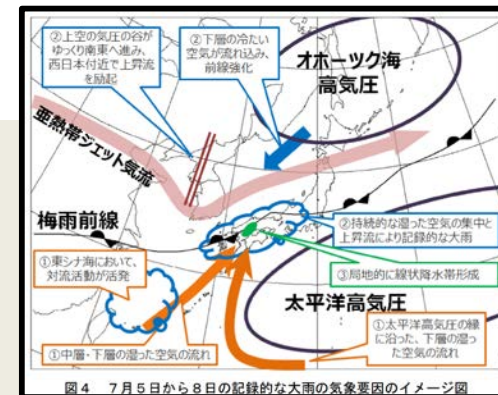 ②上空の気圧の谷が
ゆっくり南東へ進み、
西日本付近で上昇流
を励起
②下層の冷たい
空気が流れ込み、
前線強化
オホーツク海
高気圧
亜熱帯ジェット気流
梅雨前線
①東シナ海において、
対流活動が活発
②持続的な湿った空気の集中と
上昇流により記録的な大雨
③局地的に線状降水帯形成
太平洋高気圧
①中層・下層の湿った空気の流れ
①太平洋高気圧の縁
に沿った、下層の湿っ
た空気の流れ
図4 7月5日から8日の記録的な大雨の気象要因のイメージ図